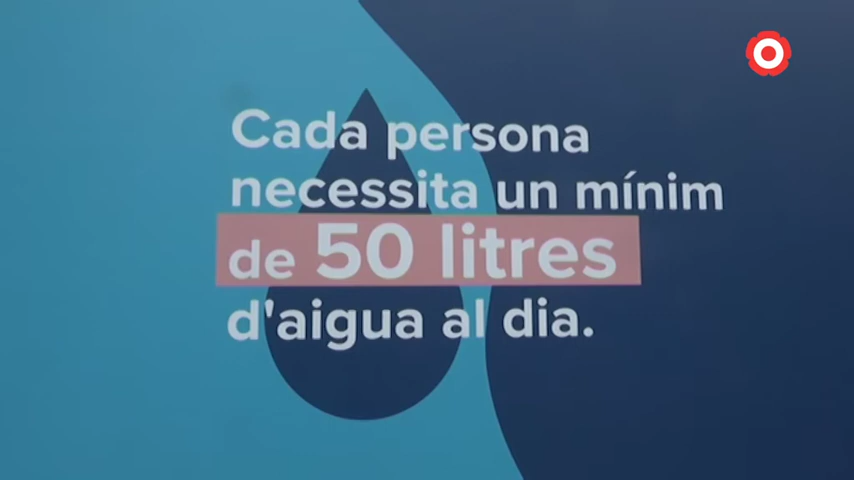 Cada persona
necessita un mínim
de 50 litres
d'aigua al dia.